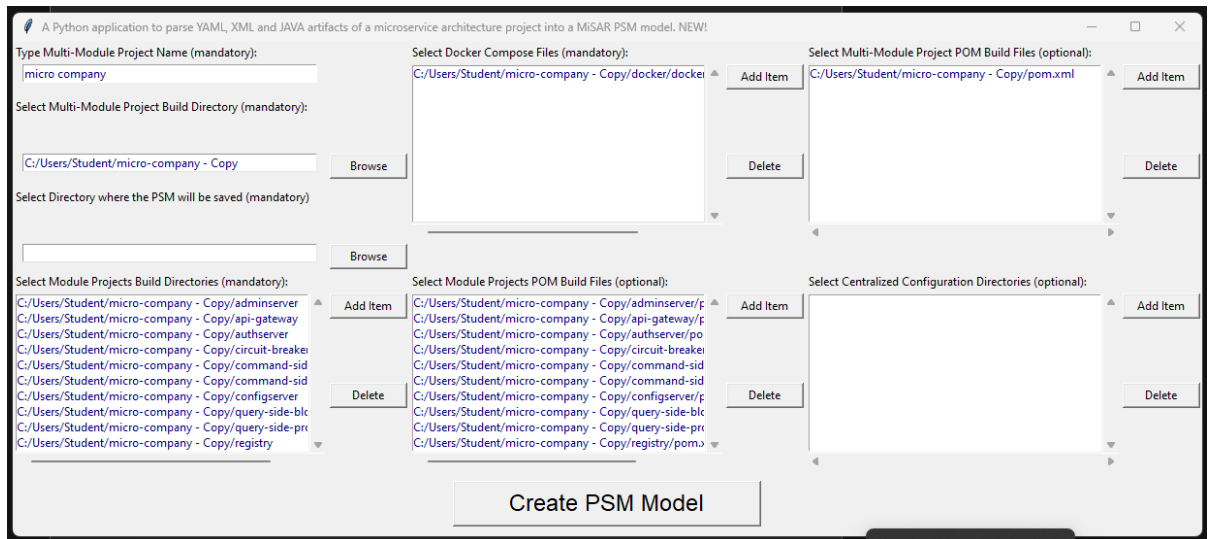 A Python application to parse YAML, XML and JAVA artifacts of a microservice architecture project into a MiSAR PSM model. NEW!
Type Multi-Module Project Name (mandatory):
micro company
Select Multi-Module Project Build Directory (mandatory):
C:/Users/Student/micro-company - Copy
Browse
Select Directory where the PSM will be saved (mandatory)
Browse
Select Docker Compose Files (mandatory):
C:/Users/Student/micro-company - Copy/docker/docker
Add Item
Delete
Select Multi-Module Project POM Build Files (optional):
C:/Users/Student/micro-company - Copy/pom.xml
Add Item
Delete
Select Module Projects Build Directories (mandatory):
C:/Users/Student/micro-company - Copy/adminserver
C:/Users/Student/micro-company - Copy/api-gateway
C:/Users/Student/micro-company - Copy/authserver
C:/Users/Student/micro-company - Copy/circuit-breaker
C:/Users/Student/micro-company - Copy/command-sid
C:/Users/Student/micro-company - Copy/command-sid
C:/Users/Student/micro-company - Copy/configserver
C:/Users/Student/micro-company - Copy/query-side-blc
C:/Users/Student/micro-company - Copy/query-side-pro
C:/Users/Student/micro-company - Copy/registry
Add Item
Delete
Select Module Projects POM Build Files (optional):
C:/Users/Student/micro-company - Copy/adminserver/p
C:/Users/Student/micro-company - Copy/api-gateway/p
C:/Users/Student/micro-company - Copy/authserver/po
C:/Users/Student/micro-company - Copy/circuit-breaker
C:/Users/Student/micro-company - Copy/command-sid
C:/Users/Student/micro-company - Copy/command-sid
C:/Users/Student/micro-company - Copy/configserver/p
C:/Users/Student/micro-company - Copy/query-side-blc
C:/Users/Student/micro-company - Copy/query-side-pro
C:/Users/Student/micro-company - Copy/registry/pom.x
Add Item
Delete
Select Centralized Configuration Directories (optional):
Add Item
Delete
Create PSM Model